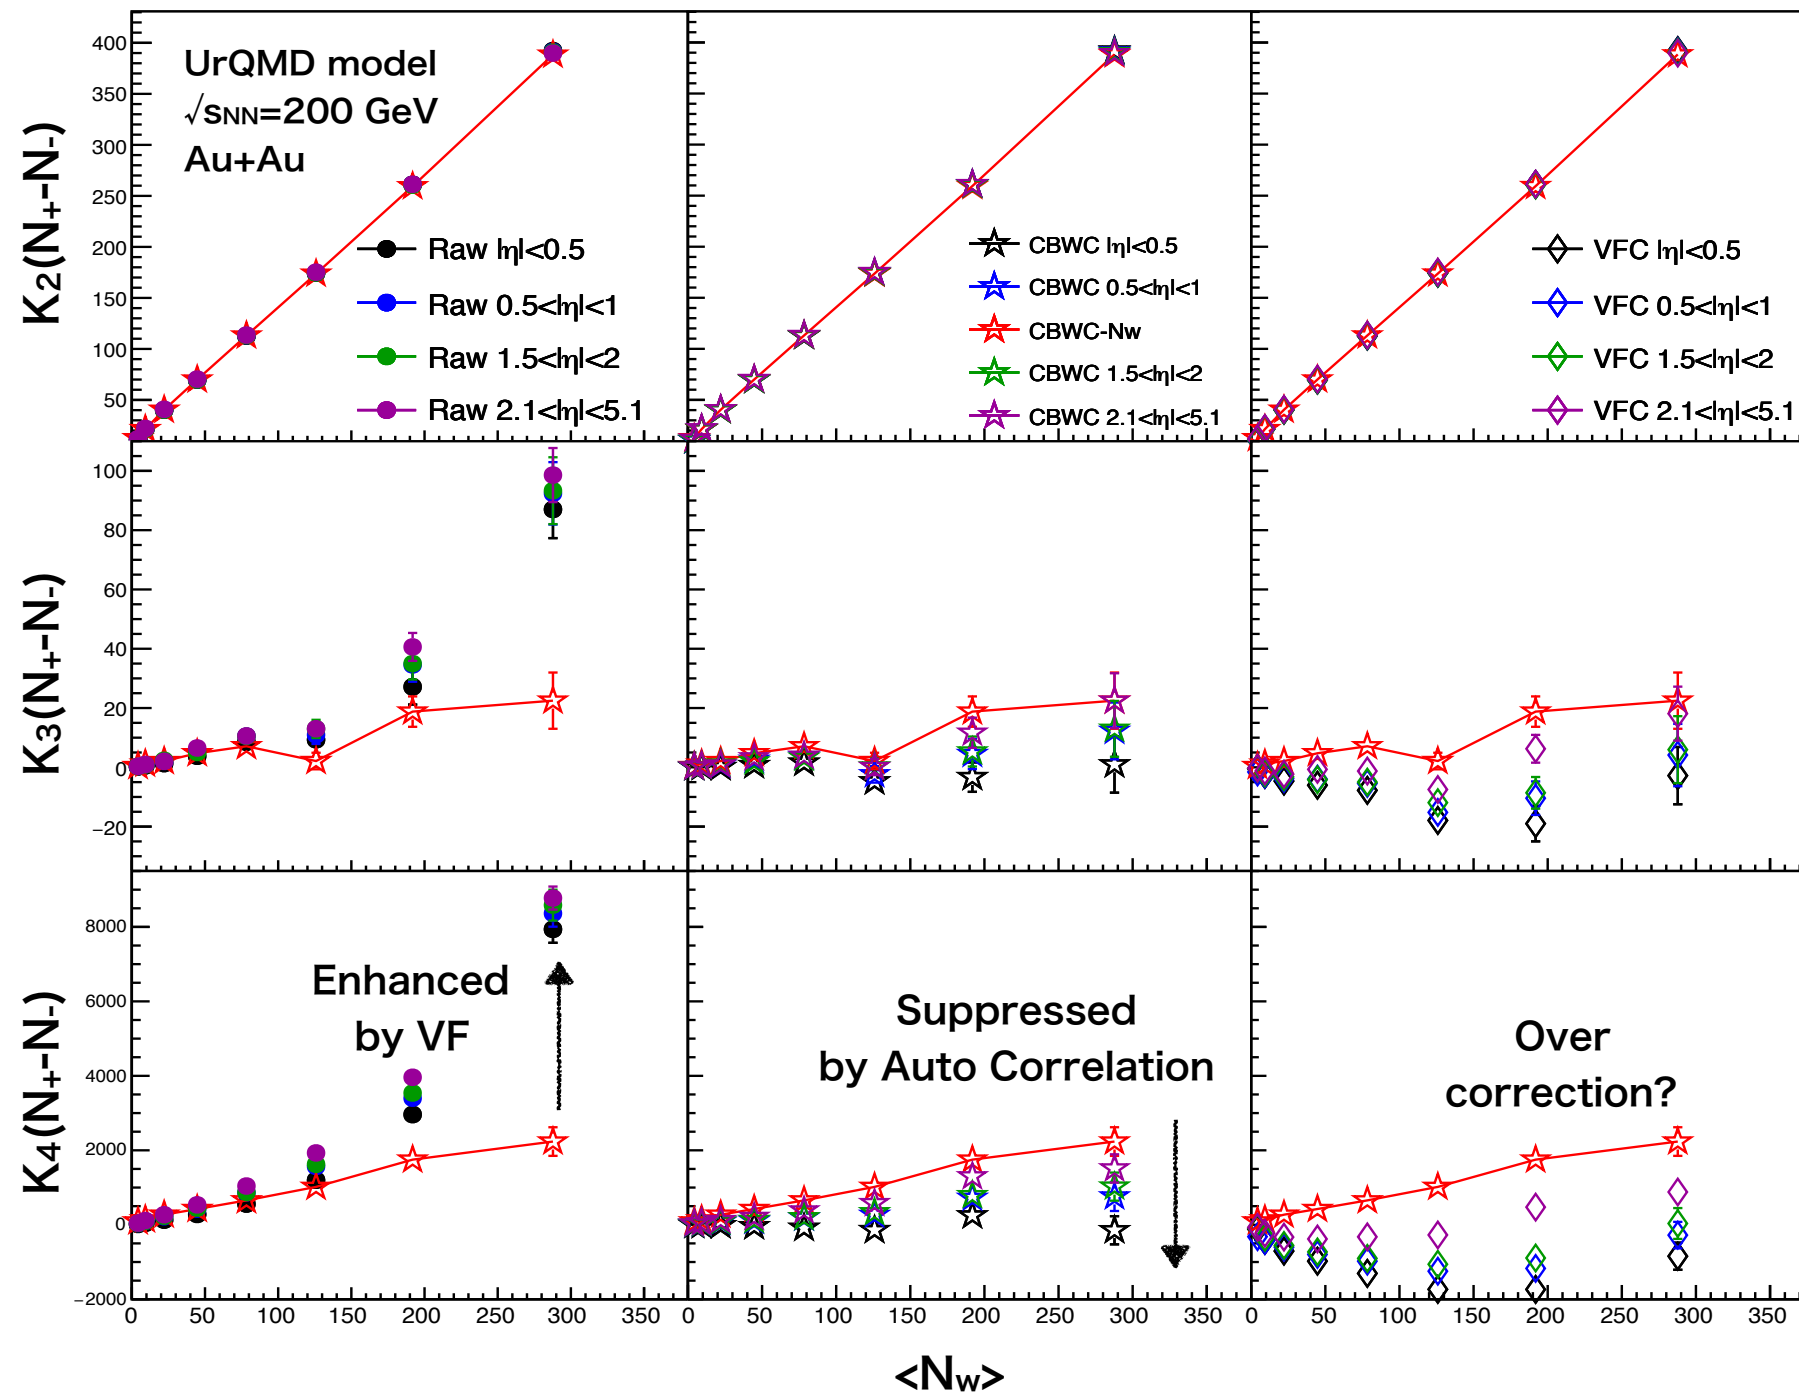 K2(N+-N-)
400
350
300
250
200
150
100
50
UrQMD model
√sNN=200 GeV
Au+Au
Raw |η|<0.5
Raw 0.5<|η|<1
Raw 1.5<|η|<2
Raw 2.1<|η|<5.1
CBWC |η|<0.5
CBWC 0.5<|η|<1
CBWC-Nw
CBWC 1.5<|η|<2
CBWC 2.1<|η|<5.1
VFC |η|<0.5
VFC 0.5<|η|<1
VFC 1.5<|η|<2
VFC 2.1<|η|<5.1
K3(N+-N-)
100
80
60
40
20
0
−20
K4(N+-N-)
8000
6000
4000
2000
0
−2000
Enhanced
by VF
Suppressed
by Auto Correlation
Over
correction?
0 50 100 150 200 250 300 350
0 50 100 150 200 250 300 350
0 50 100 150 200 250 300 350
<Nw>